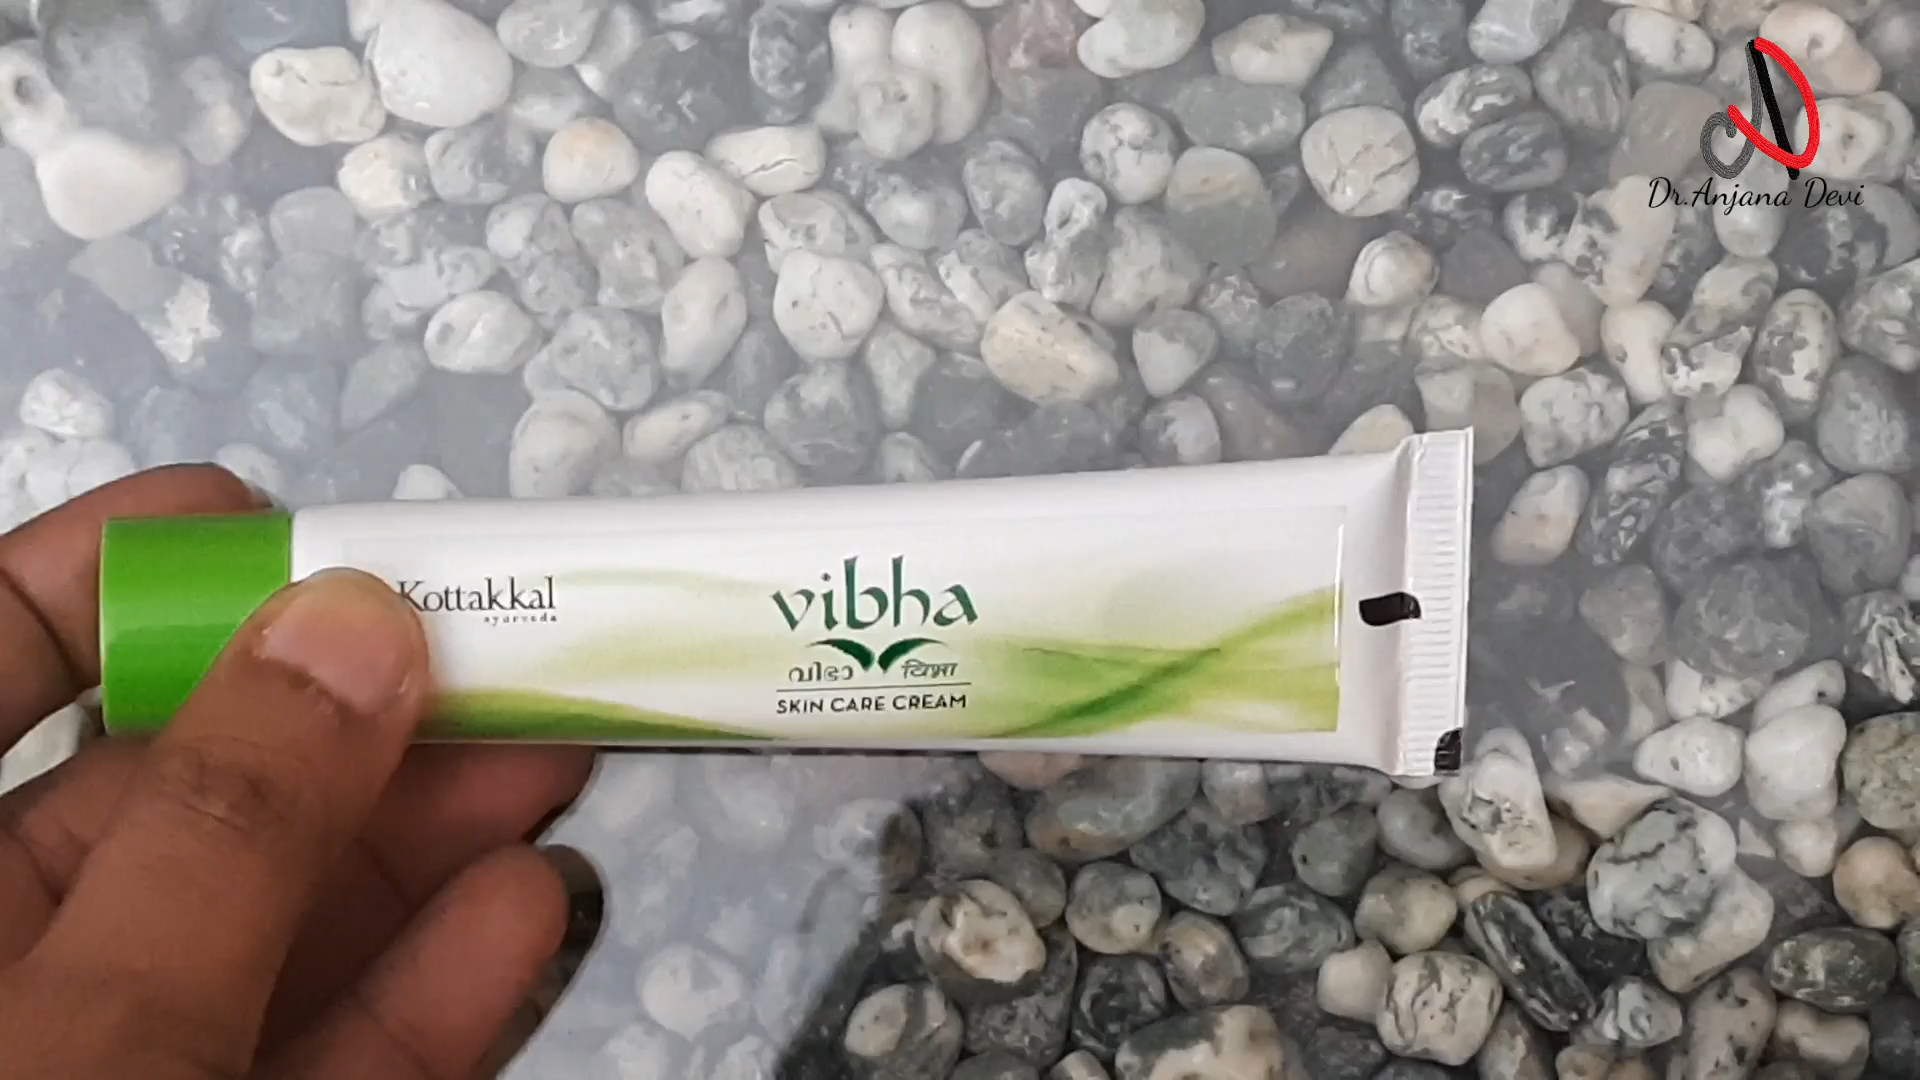 Dr.Anjana Devi
Kottakkal
ayurveda
vibha
വിഭാ विभा
SKIN CARE CREAM